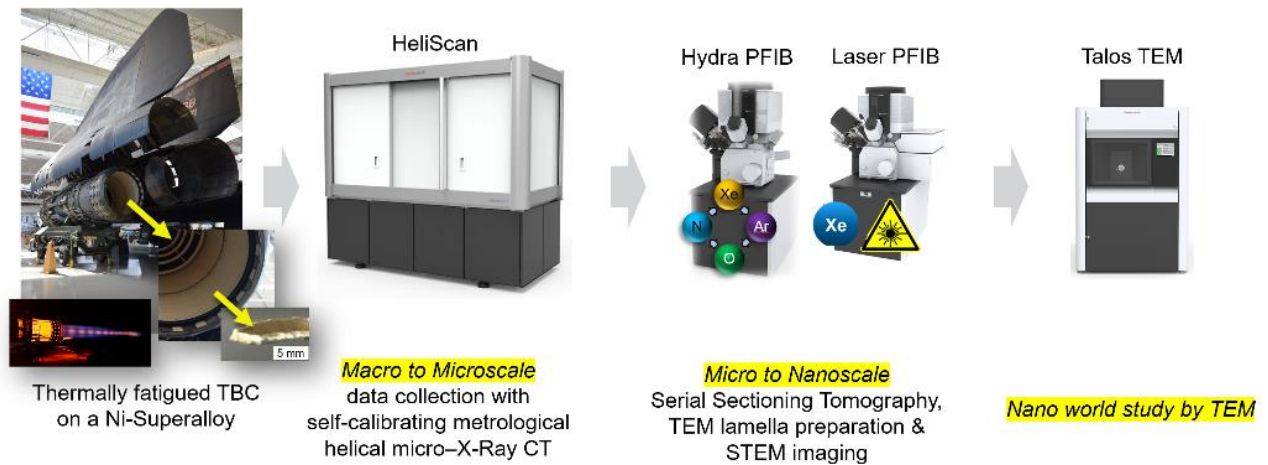 HeliScan
Hydra PFIB
Laser PFIB
Talos TEM
Xe
N
Ar
O
Xe
5 mm
Thermally fatigued TBC
on a Ni-Superalloy
Macro to Microscale
data collection with
self-calibrating metrological
helical micro–X-Ray CT
Micro to Nanoscale
Serial Sectioning Tomography,
TEM lamella preparation &
STEM imaging
Nano world study by TEM